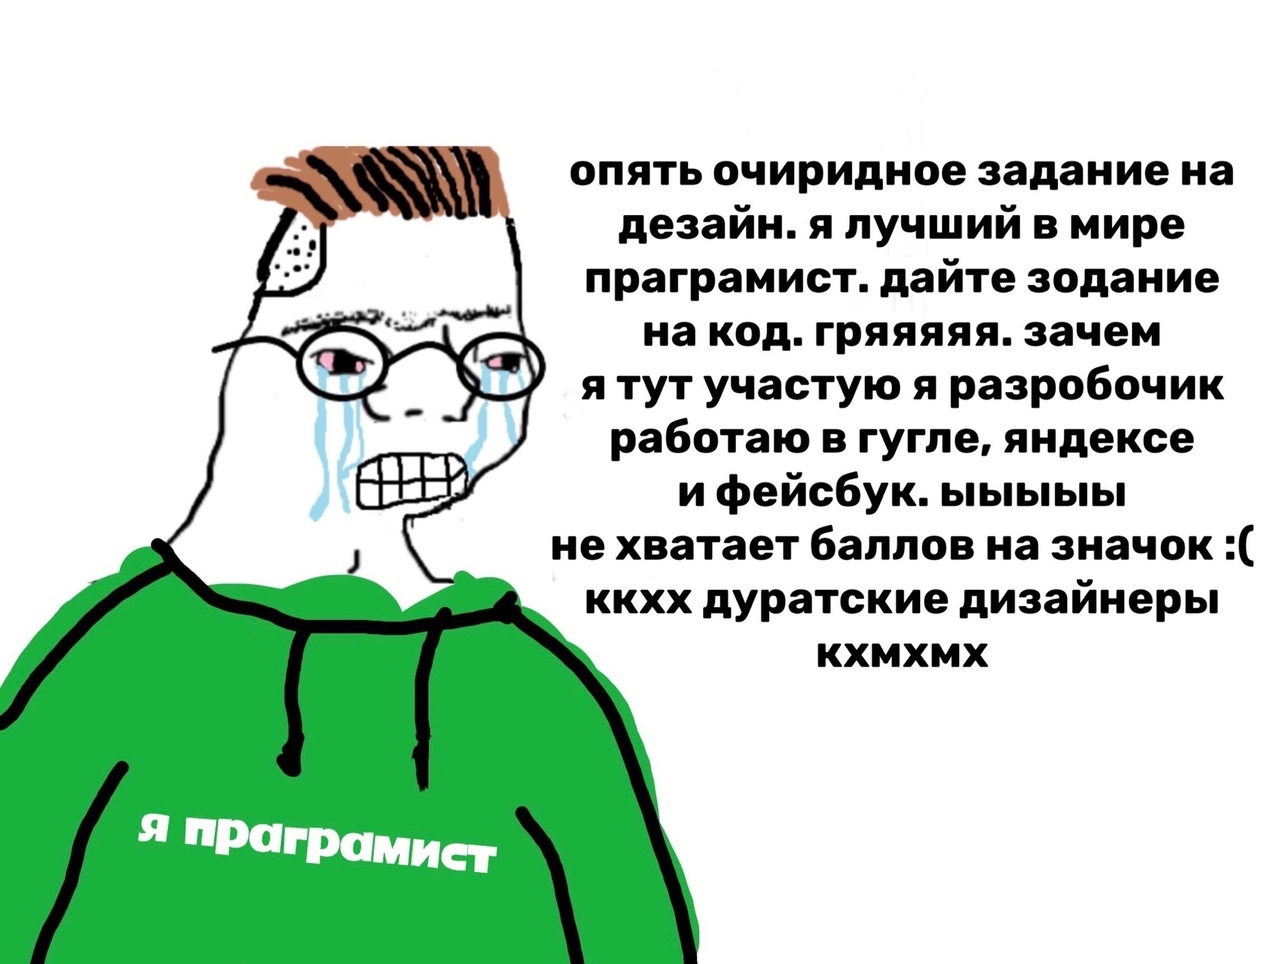 опять очиридное задание на
дезайн. я лучший в мире
праграмист. дайте зодание
на код. гряяяяя. зачем
я тут участую я разробочик
работаю в гугле, яндексе
и фейсбук. ыыыыы
не хватает баллов на значок :(
ккхх дуратские дизайнеры
кхмхмх
я праграмист